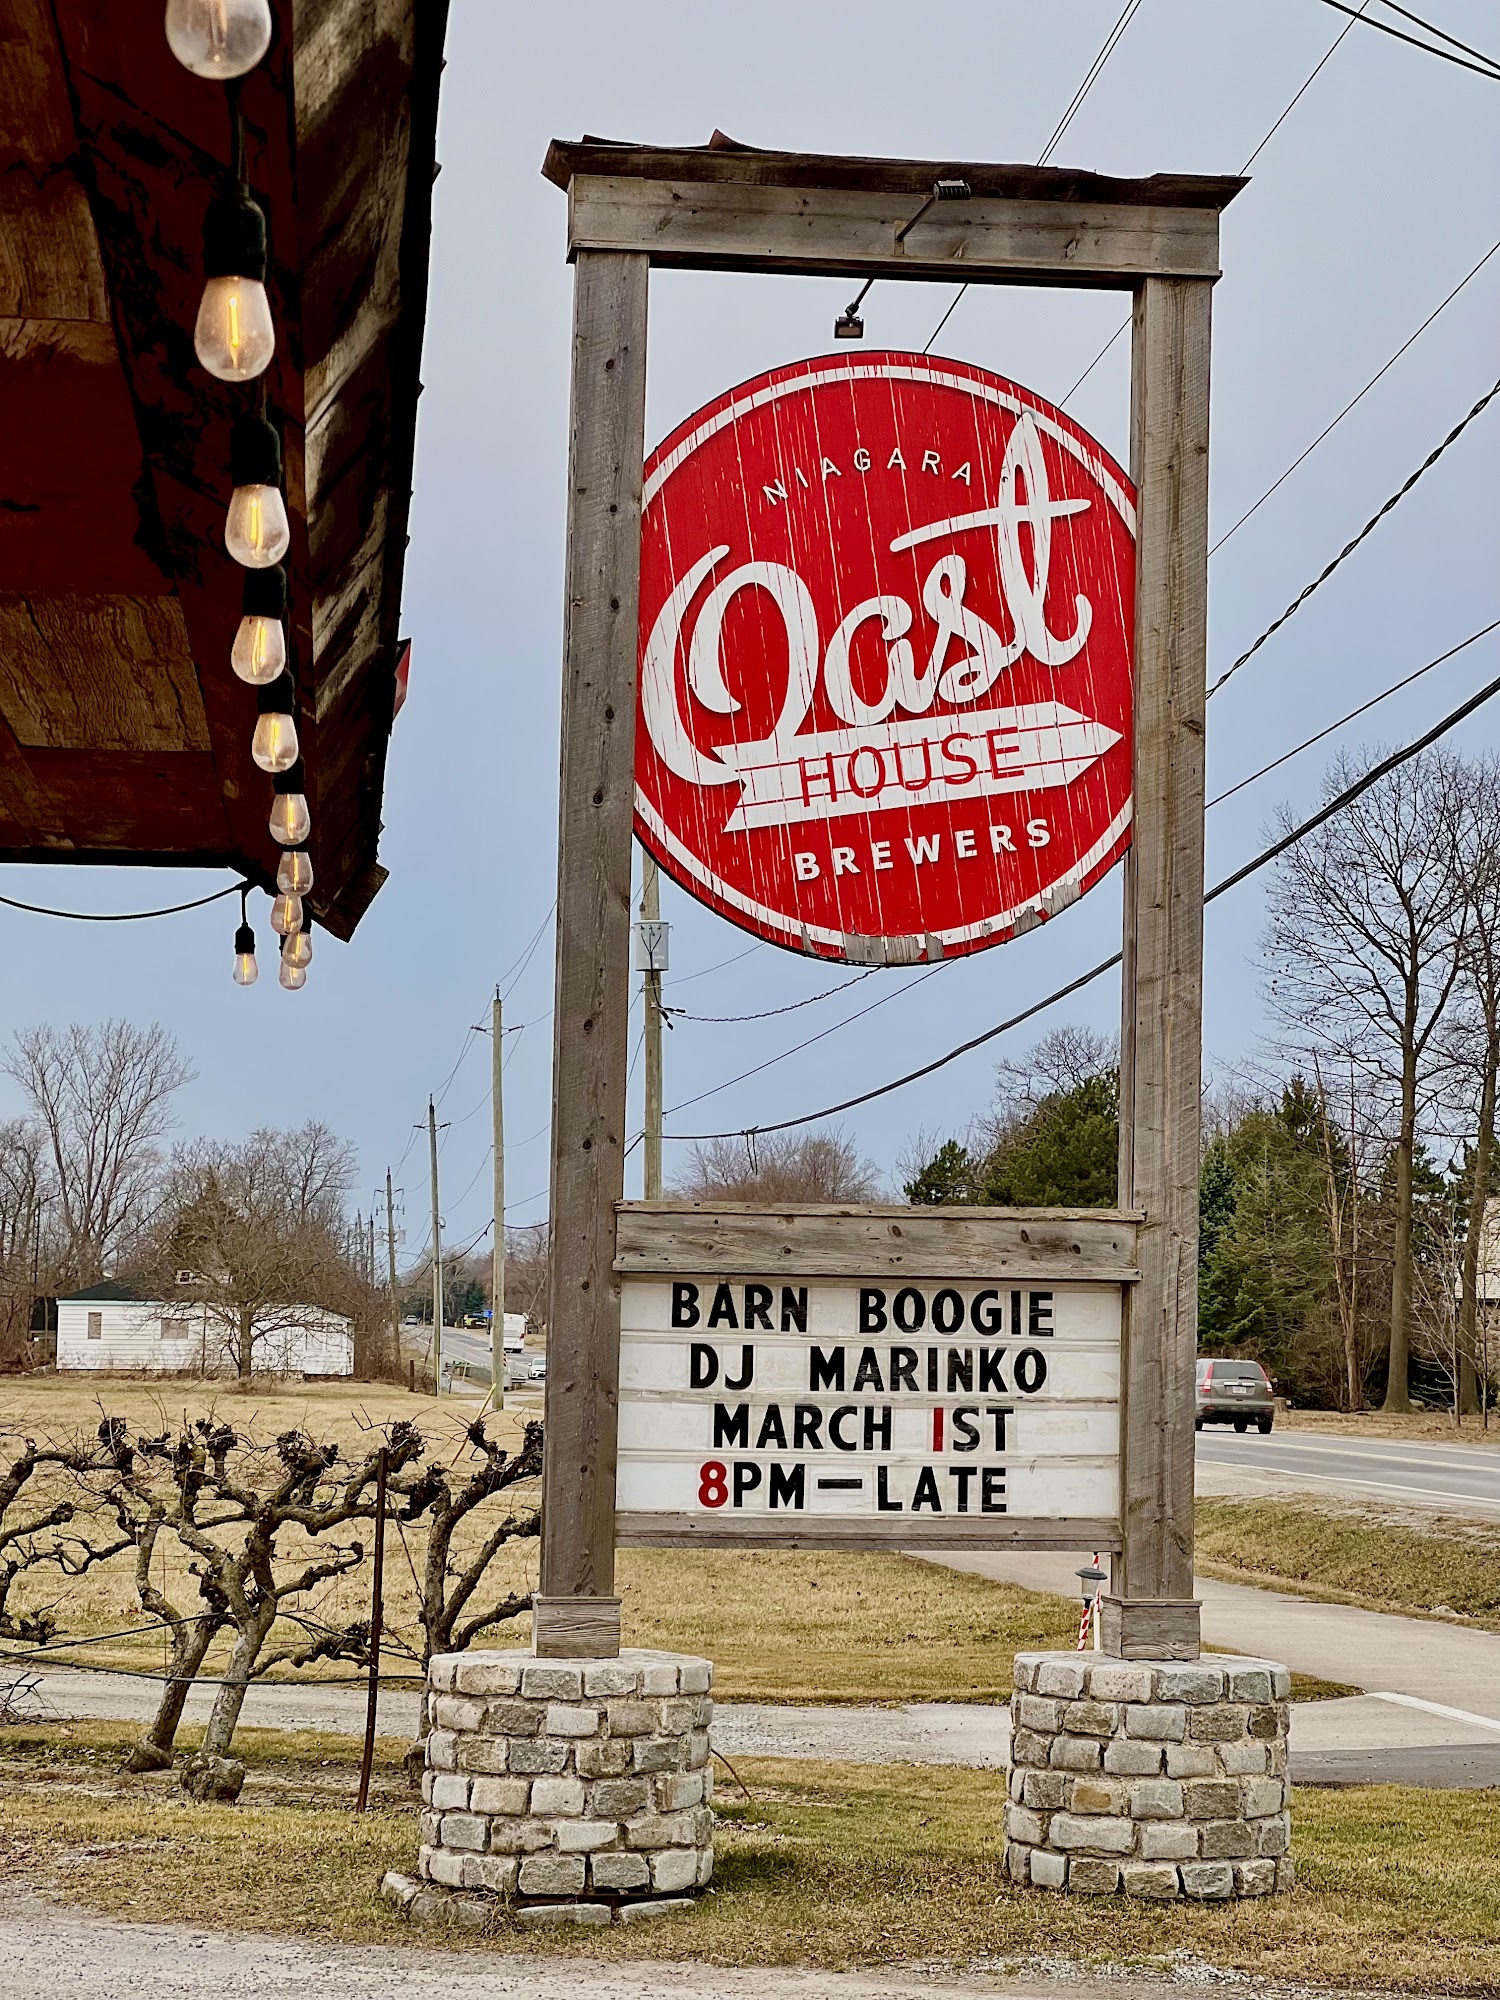 NIAGARA
Oast
HOUSE
BREWERS
BARN BOOGIE
DJ MARINKO
MARCH 1ST
8PM—LATE